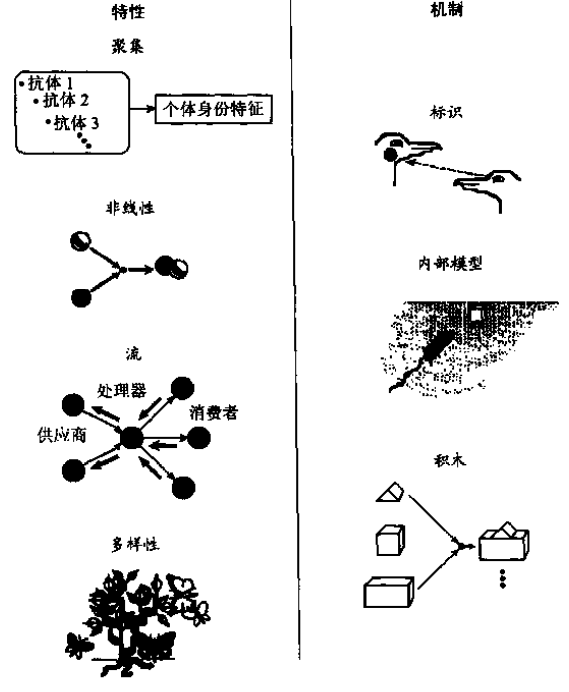 特性
聚集
•抗体 1
•抗体 2
•抗体 3
个体身份特征
非线性
流
处理器
消费者
供应商
多样性
机制
标识
内部模型
积木